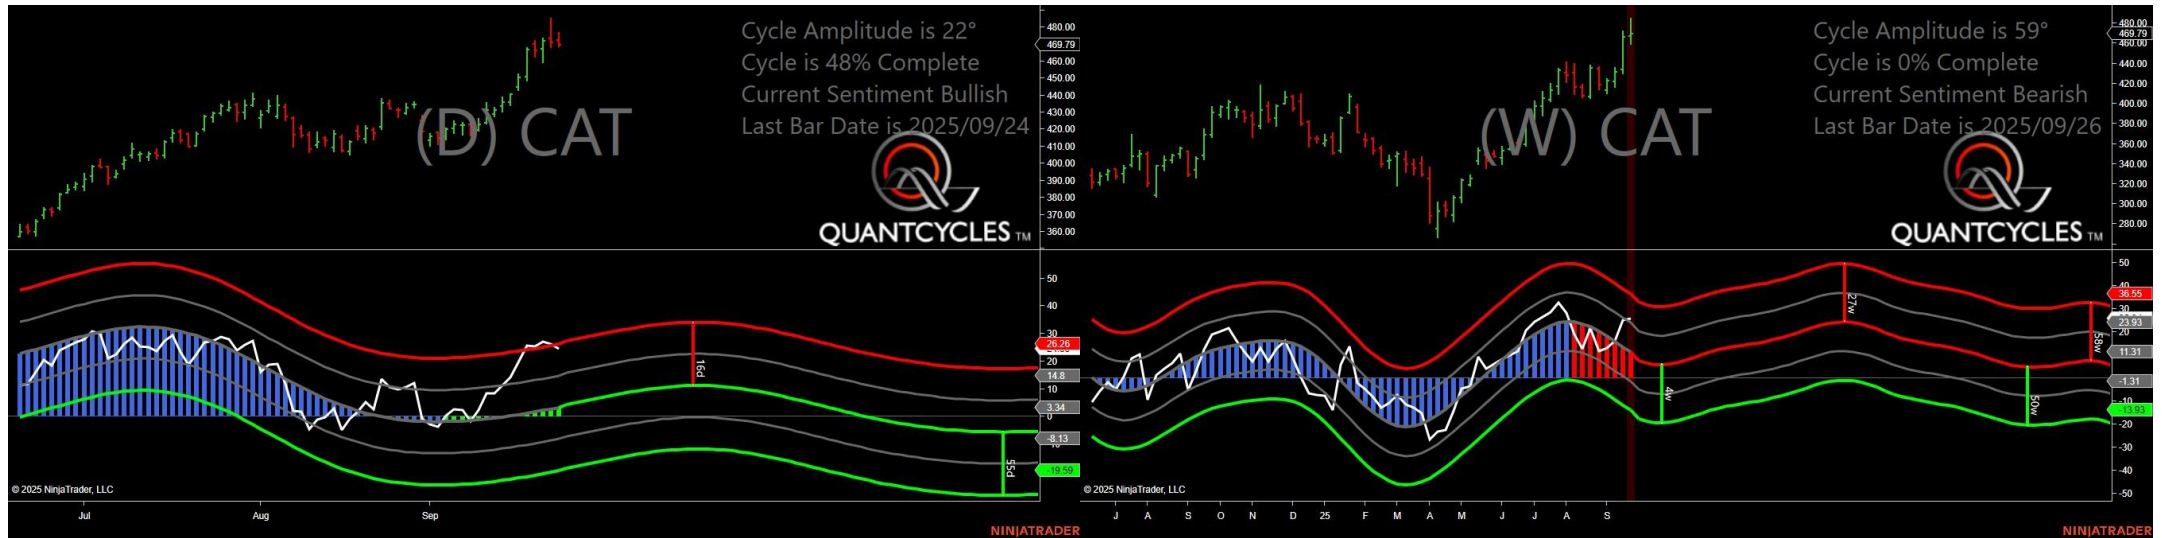 Cycle Amplitude is 22°
Cycle is 48% Complete
Current Sentiment Bullish
Last Bar Date is 2025/09/24
(D) CAT
QUANTCYCLES TM
480.00
469.79
460.00
450.00
440.00
430.00
420.00
410.00
400.00
390.00
380.00
370.00
360.00
50
40
30
26.26
20
14.8
10
3.34
0
-8.13
-19.59
16d
55d
© 2025 NinjaTrader, LLC
Jul Aug Sep
NINJATRADER
Cycle Amplitude is 59°
Cycle is 0% Complete
Current Sentiment Bearish
Last Bar Date is 2025/09/26
(W) CAT
QUANTCYCLES TM
480.00
469.79
460.00
440.00
420.00
400.00
380.00
360.00
340.00
320.00
300.00
280.00
50
40
36.55
30
23.93
20
11.31
-1.31
-10
-13.93
-20
-30
-40
-50
4w
27w
50w
58w
© 2025 NinjaTrader, LLC
J A S O N D 25 F M A M J J A S
NINJATRADER